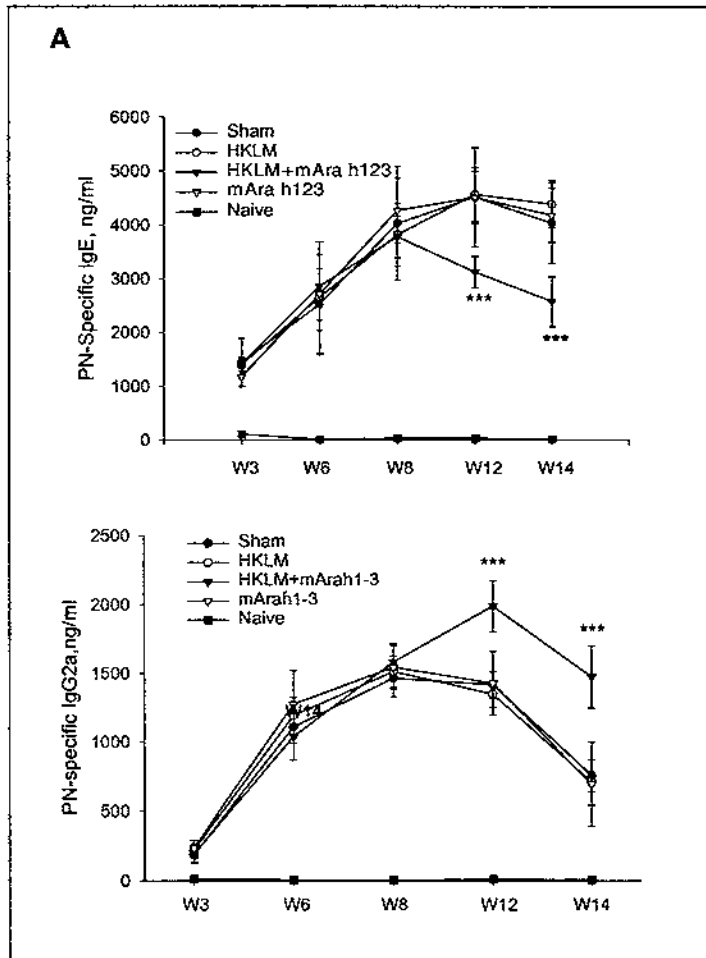 A
6000
5000
4000
3000
2000
1000
0
PN-Specific IgE, ng/ml
Sham
HKLM
HKLM+mAra h123
mAra h123
Naive
***
***
W3 W6 W8 W12 W14
2500
2000
1500
1000
500
0
PN-specific IgG2a,ng/ml
Sham
HKLM
HKLM+mArah1-3
mArah1-3
Naive
***
***
W3 W6 W8 W12 W14